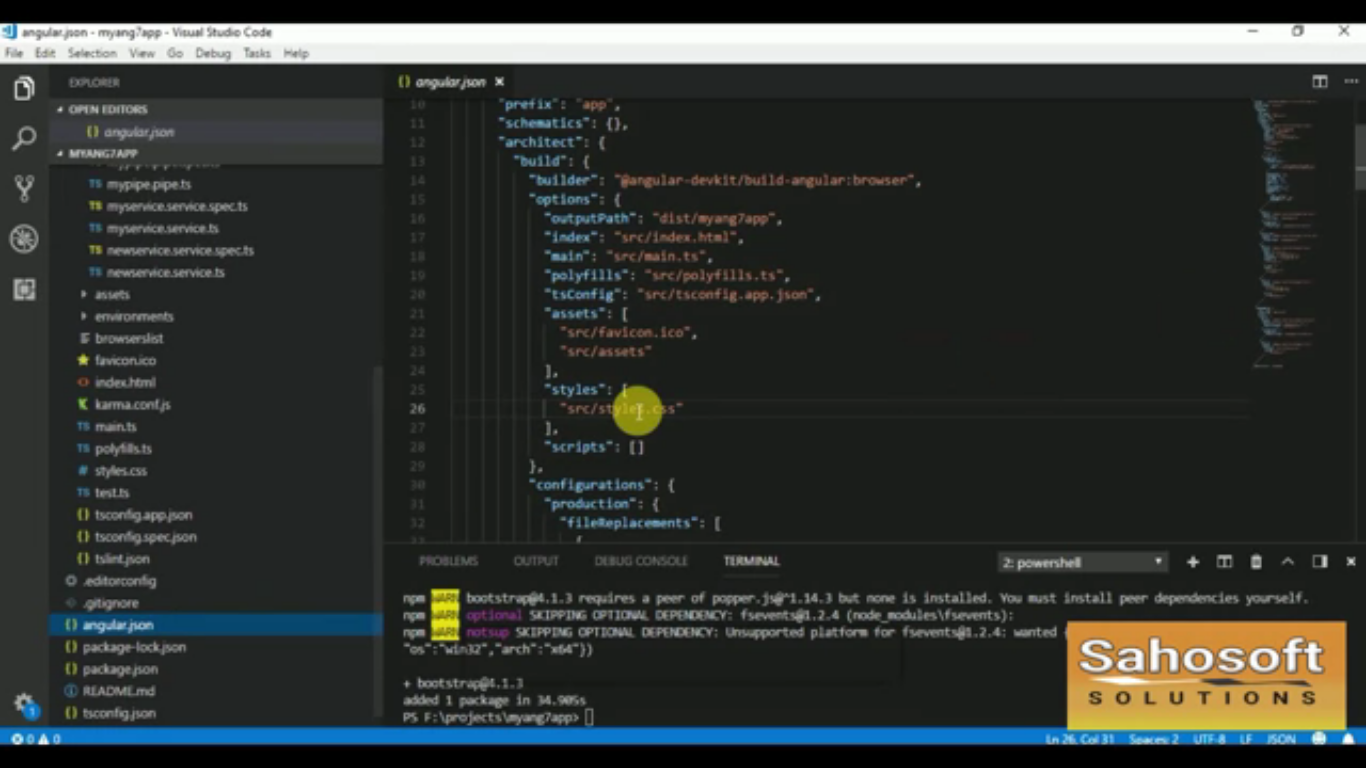 angular.json - myang7app - Visual Studio Code
File Edit Selection View Go Debug Tasks Help
EXPLORER
OPEN EDITORS
{} angular.json
MYANG7APP
TS mypipe.pipe.ts
TS myservice.service.spec.ts
TS myservice.service.ts
TS newservice.service.spec.ts
TS newservice.service.ts
assets
environments
browserslist
favicon.ico
<> index.html
karma.conf.js
TS main.ts
TS polyfills.ts
# styles.css
TS test.ts
{} tsconfig.app.json
{} tsconfig.spec.json
{} tslint.json
.editorconfig
.gitignore
{} angular.json
{} package-lock.json
{} package.json
README.md
{} tsconfig.json
{} angular.json
10 "prefix": "app",
11 "schematics": {},
12 "architect": {
13 "build": {
14 "builder": "@angular-devkit/build-angular:browser",
15 "options": {
16 "outputPath": "dist/myang7app",
17 "index": "src/index.html",
18 "main": "src/main.ts",
19 "polyfills": "src/polyfills.ts",
20 "tsConfig": "src/tsconfig.app.json",
21 "assets": [
22 "src/favicon.ico",
23 "src/assets"
24 ],
25 "styles": [
26 "src/styles.css"
27 ],
28 "scripts": []
29 },
30 "configurations": {
31 "production": {
32 "fileReplacements": [
{
PROBLEMS OUTPUT DEBUG CONSOLE TERMINAL 2: powershell
npm WARN bootstrap@4.1.3 requires a peer of popper.js@^1.14.3 but none is installed. You must install peer dependencies yourself.
npm WARN optional SKIPPING OPTIONAL DEPENDENCY: fsevents@1.2.4 (node_modules\fsevents):
npm WARN notsup SKIPPING OPTIONAL DEPENDENCY: Unsupported platform for fsevents@1.2.4: wanted
"os":"win32","arch":"x64"})
+ bootstrap@4.1.3
added 1 package in 34.905s
PS F:\projects\myang7app>
Sahosoft
SOLUTIONS
1
0 0 Ln 26, Col 31 Spaces: 2 UTF-8 LF JSON